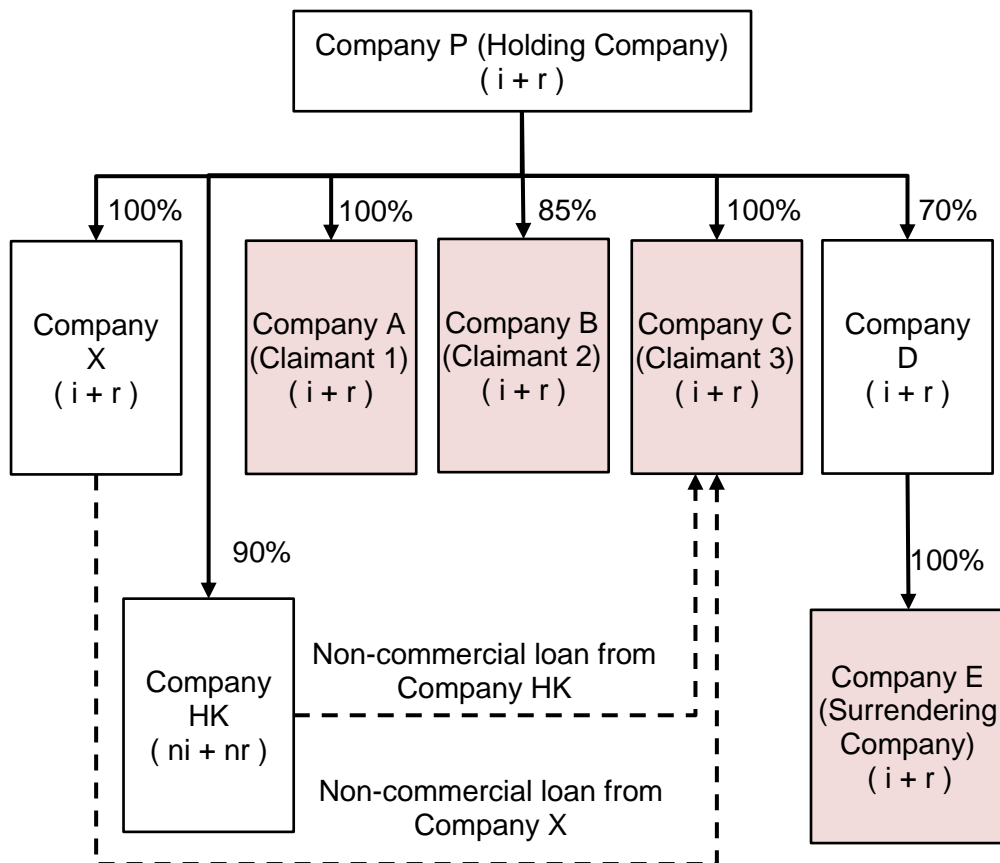 Company P (Holding Company)
( i + r )
100%
100%
85%
100%
70%
Company
X
( i + r )
Company A
(Claimant 1)
( i + r )
Company B
(Claimant 2)
( i + r )
Company C
(Claimant 3)
( i + r )
Company
D
( i + r )
90%
100%
Company
HK
( ni + nr )
Non-commercial loan from
Company HK
Non-commercial loan from
Company X
Company E
(Surrendering
Company)
( i + r )